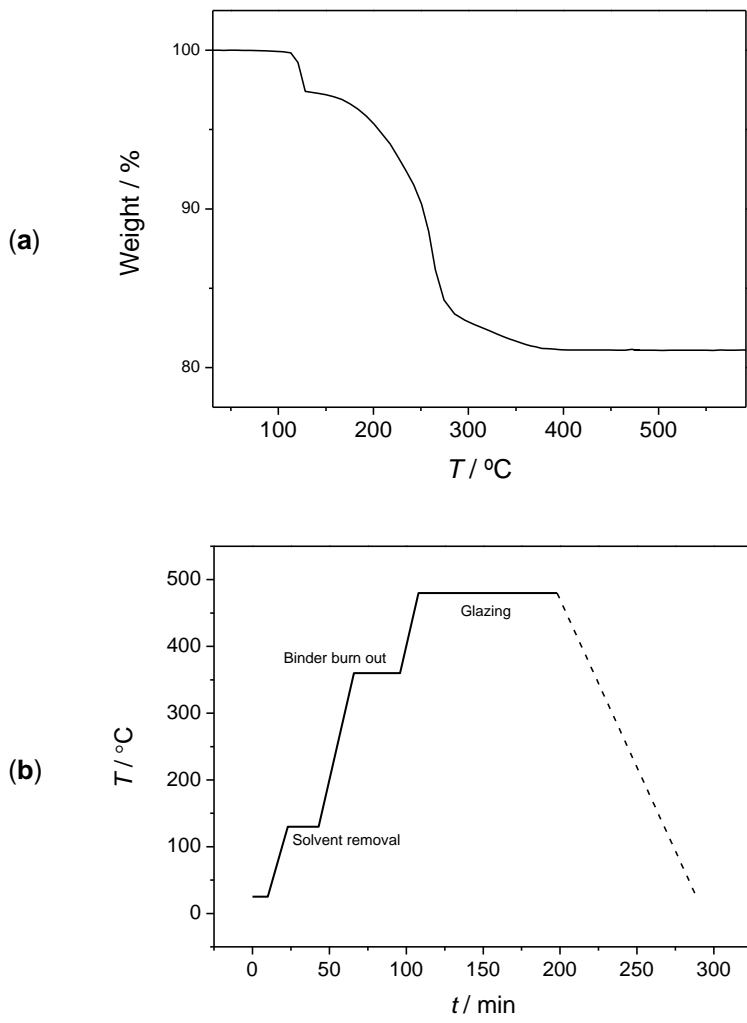 (a)
Weight / %
100
90
80
100
200
300
400
500
T / ºC
(b)
T / °C
500
400
300
200
100
0
Glazing
Binder burn out
Solvent removal
0
50
100
150
200
250
300
t / min